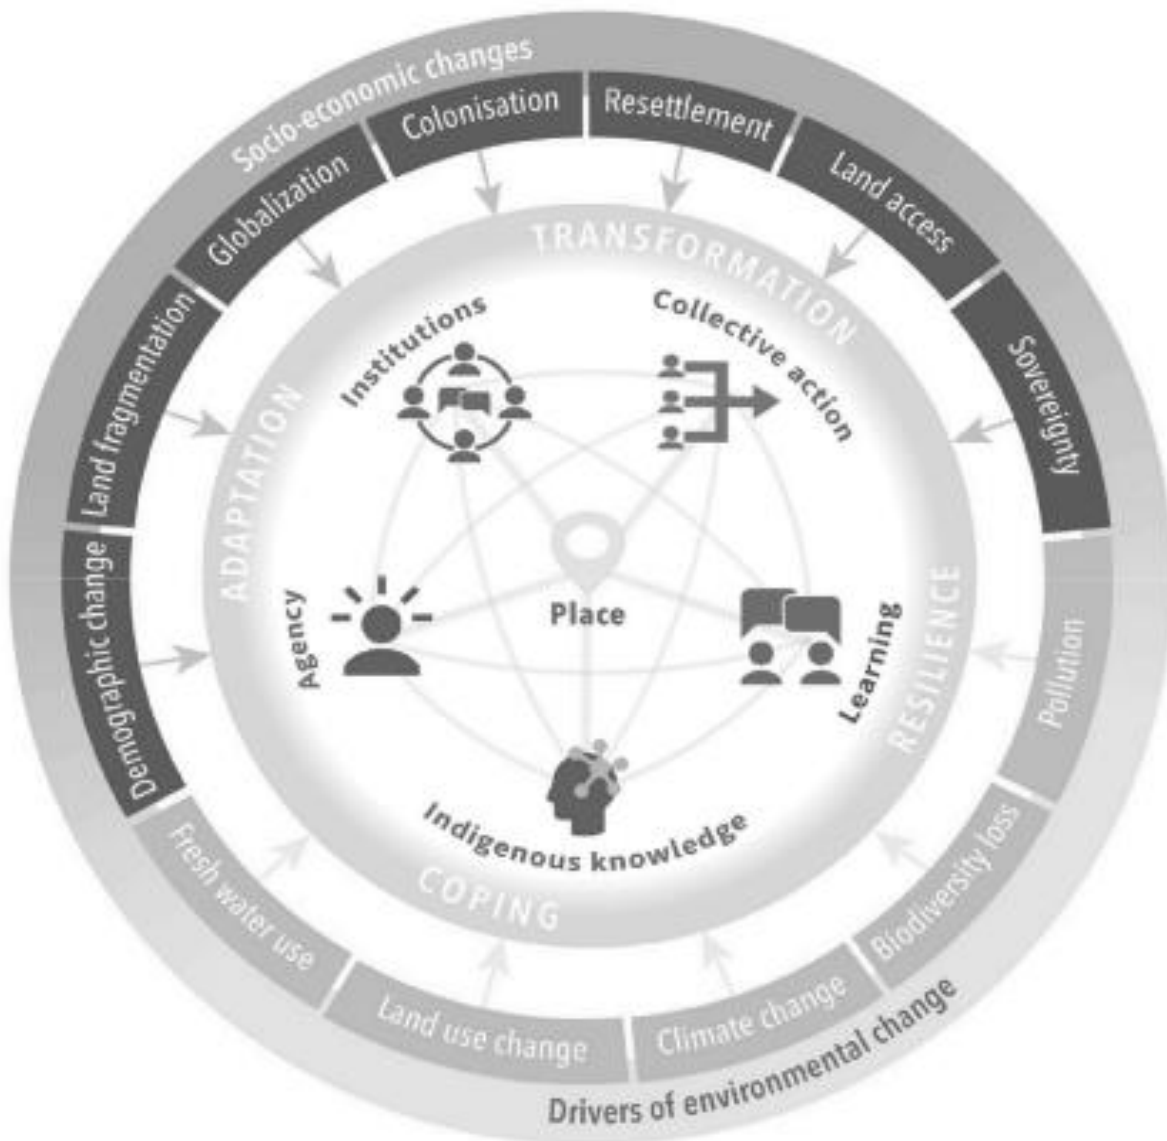 Socio-economic changes
Colonisation
Resettlement
Land access
Sovereignty
Pollution
Biodiversity loss
Climate change
Land use change
Fresh water use
Demographic change
Land fragmentation
Globalization
Drivers of environmental change
TRANSFORMATION
RESILIENCE
COPING
ADAPTATION
Institutions
Collective action
Learning
Indigenous knowledge
Agency
Place